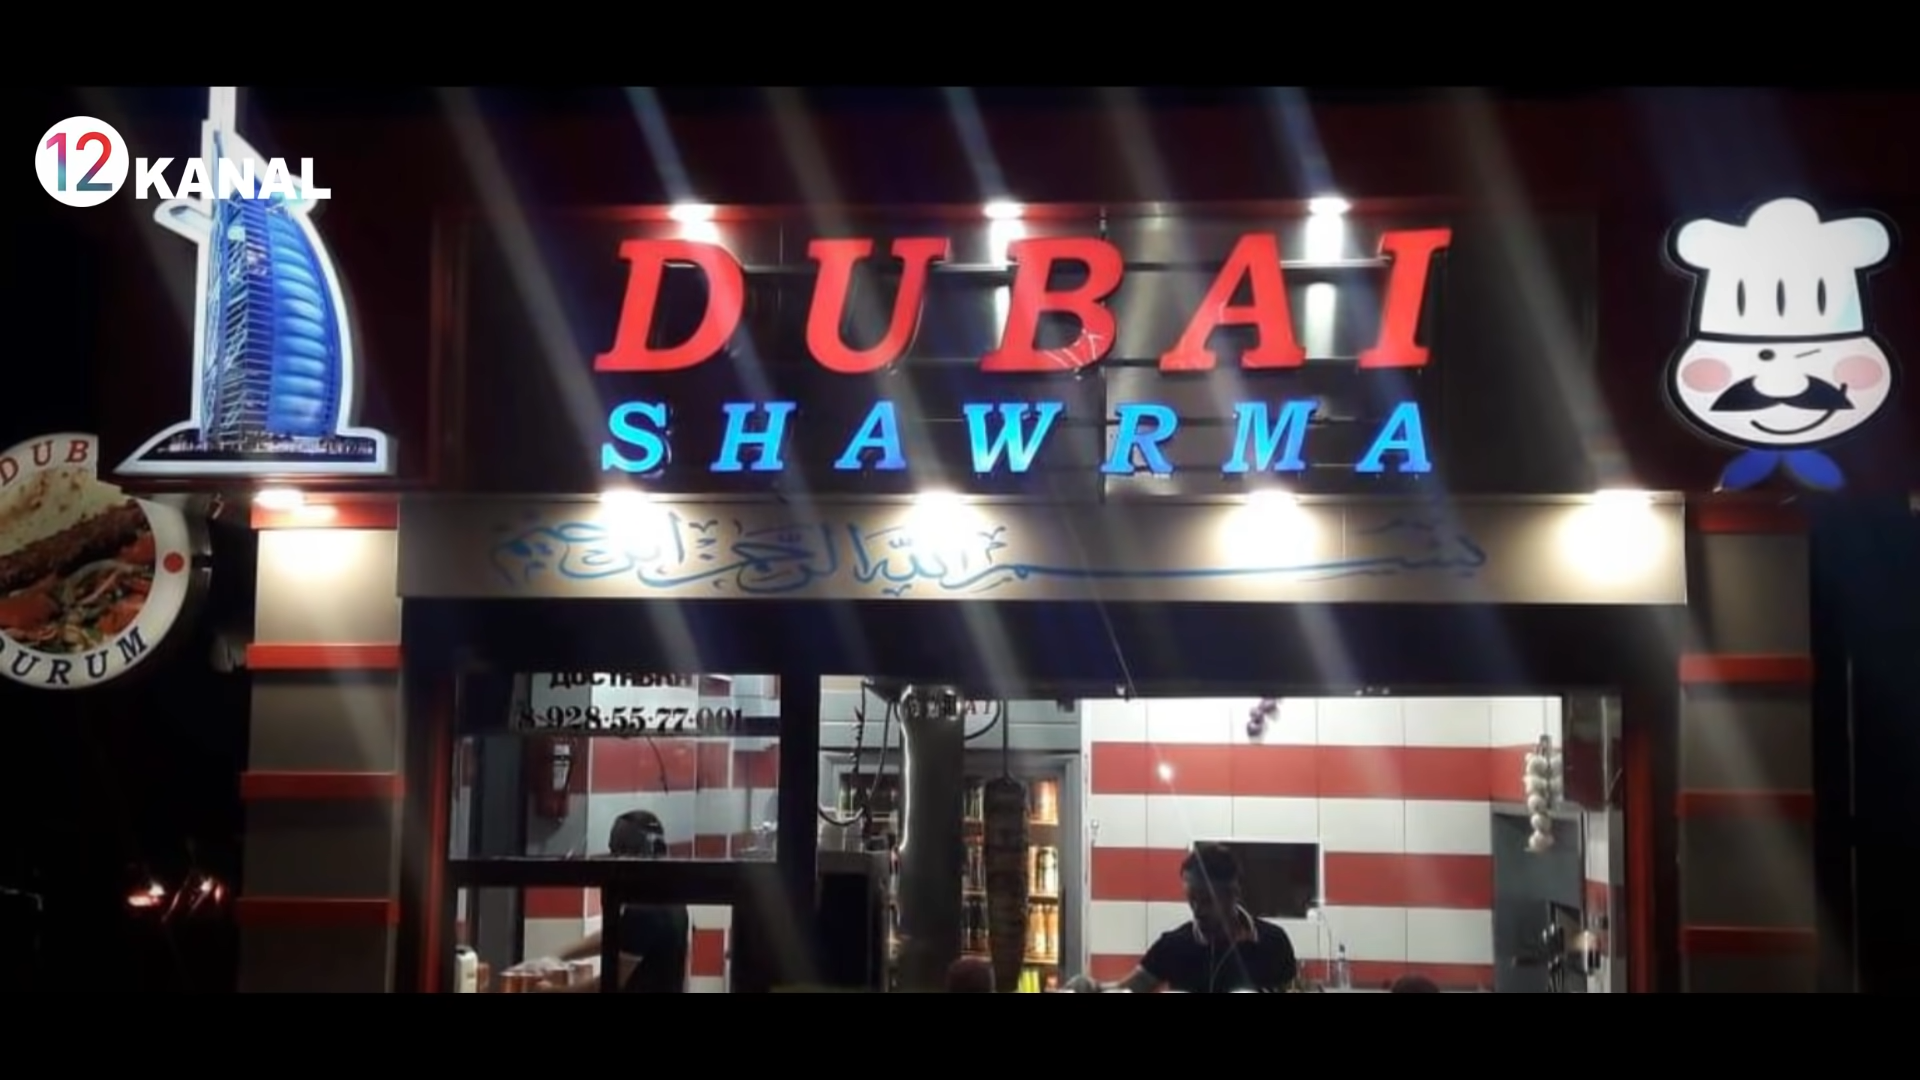 12 KANAL
DUBAI
SHAWRMA
DUB
DURUM
بسم الله الرحمن الرحيم
ДОСТАВКА
8-928-55-77-001